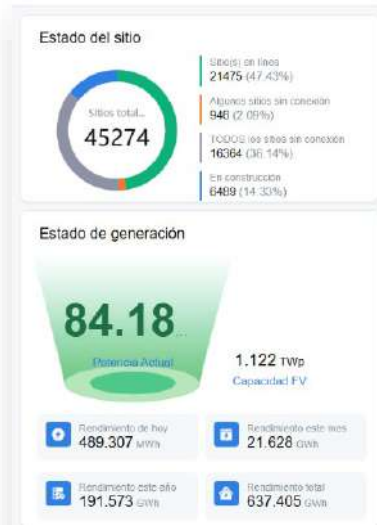 Estado del sitio
Sitio(s) en línea
21475 (47.43%)
Sitios total...
45274
Algunos sitios sin conexión
946 (2.09%)
TODOS los sitios sin conexión
16364 (36.14%)
En construcción
6489 (14.33%)
Estado de generación
84.18...
Potencia Actual
1.122 TWp
Capacidad FV
Rendimiento de hoy
489.307 MWh
Rendimiento este mes
21.628 GWh
Rendimiento este año
191.573 GWh
Rendimiento total
637.405 GWh